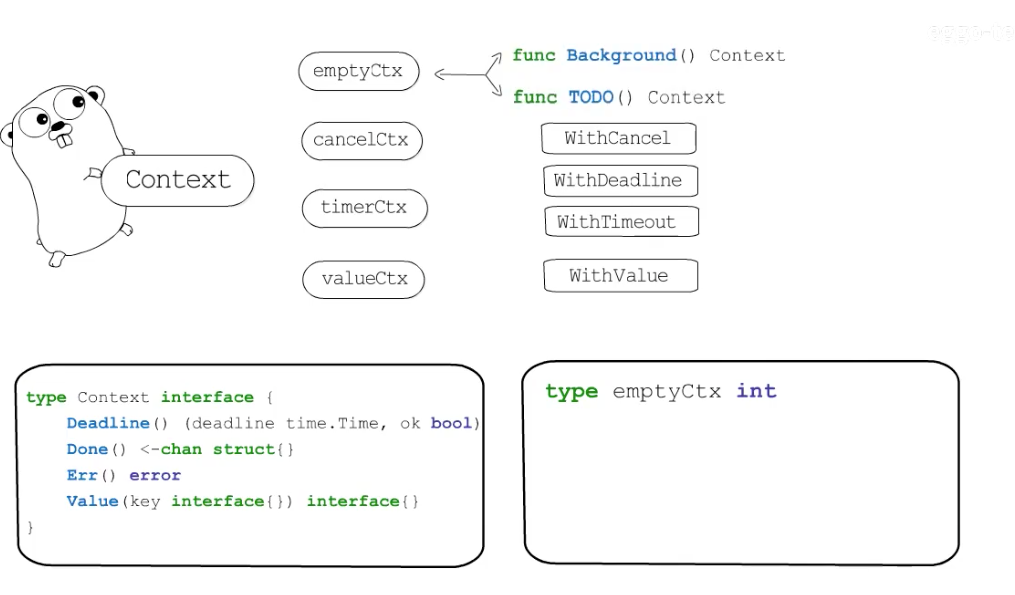 emptyCtx
func Background() Context
func TODO() Context
cancelCtx
WithCancel
Context
WithDeadline
timerCtx
WithTimeout
valueCtx
WithValue
type Context interface {
Deadline() (deadline time.Time, ok bool)
Done() <-chan struct{}
Err() error
Value(key interface{}) interface{}
}
type emptyCtx int